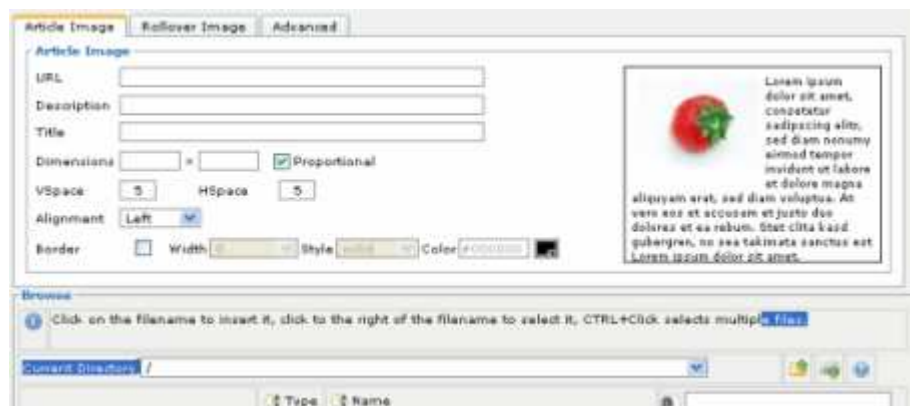 Article Image Rollover Image Advanced
Article Image
URL
Description
Title
Dimensions × Proportional
VSpace 5 HSpace 5
Alignment Left
Border Width 0 Style solid Color #000000
Lorem ipsum
dolor sit amet,
consetetur
sadipscing elitr,
sed diam nonumy
eirmod tempor
invidunt ut labore
et dolore magna
aliquyam erat, sed diam voluptua. At
vero eos et accusam et justo duo
dolores et ea rebum. Stet clita kasd
gubergren, no sea takimata sanctus est
Lorem ipsum dolor sit amet.
Browse
Click on the filename to insert it, click to the right of the filename to select it, CTRL+Click selects multiple files.
Current Directory /
Type Name